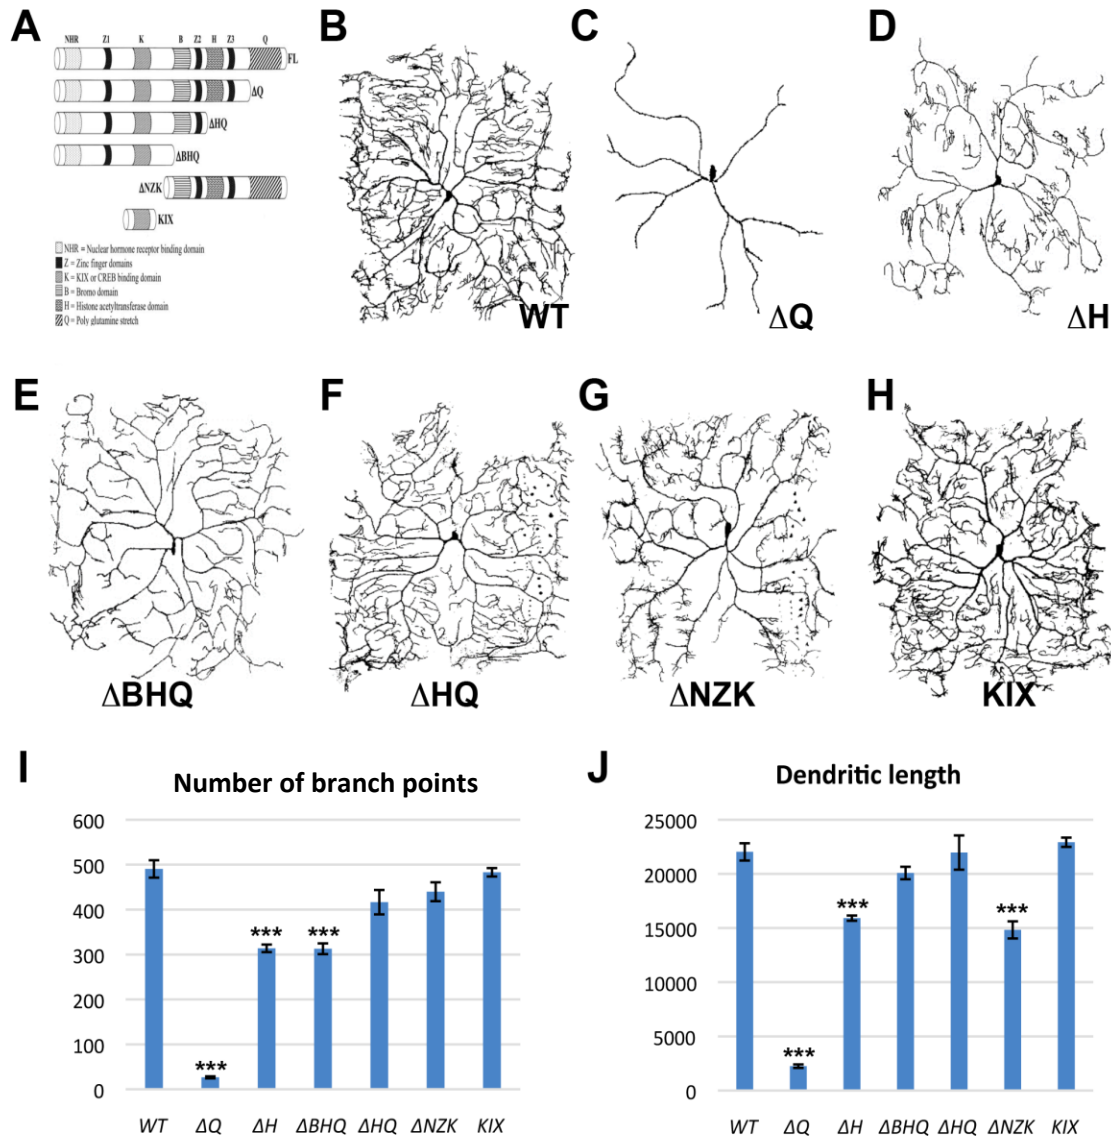 A
NHR Z1 K B Z2 H Z3 Q
FL
ΔQ
ΔHQ
ΔBHQ
ΔNZK
KIX
NHR = Nuclear hormone receptor binding domain
Z = Zinc finger domains
K = KIX or CREB binding domain
B = Bromo domain
H = Histone acetyltransferase domain
Q = Poly glutamine stretch
B
WT
C
ΔQ
D
ΔH
E
ΔBHQ
F
ΔHQ
G
ΔNZK
H
KIX
I
Number of branch points
600
500
400
300
200
100
0
***
***
***
WT ΔQ ΔH ΔBHQ ΔHQ ΔNZK KIX
J
Dendritic length
25000
20000
15000
10000
5000
0
***
***
***
WT ΔQ ΔH ΔBHQ ΔHQ ΔNZK KIX